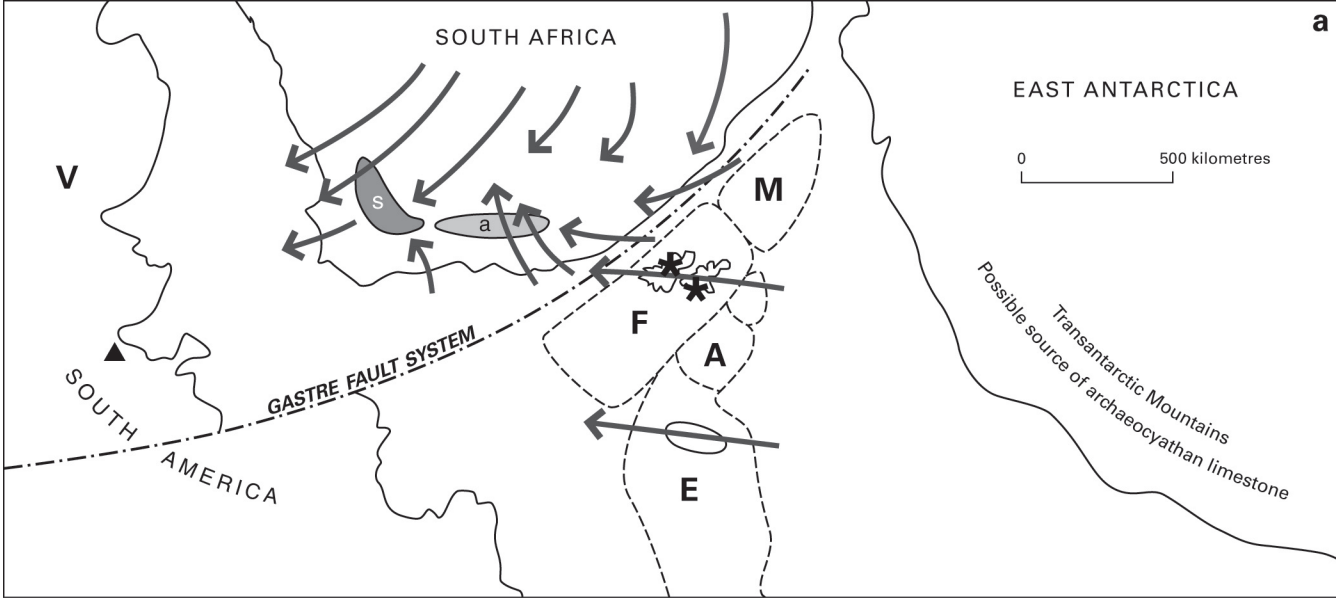 a
SOUTH AFRICA
EAST ANTARCTICA
0 500 kilometres
V
M
s
a
F
A
GASTRE FAULT SYSTEM
SOUTH
AMERICA
E
Transantarctic Mountains
Possible source of archaeocyathan limestone